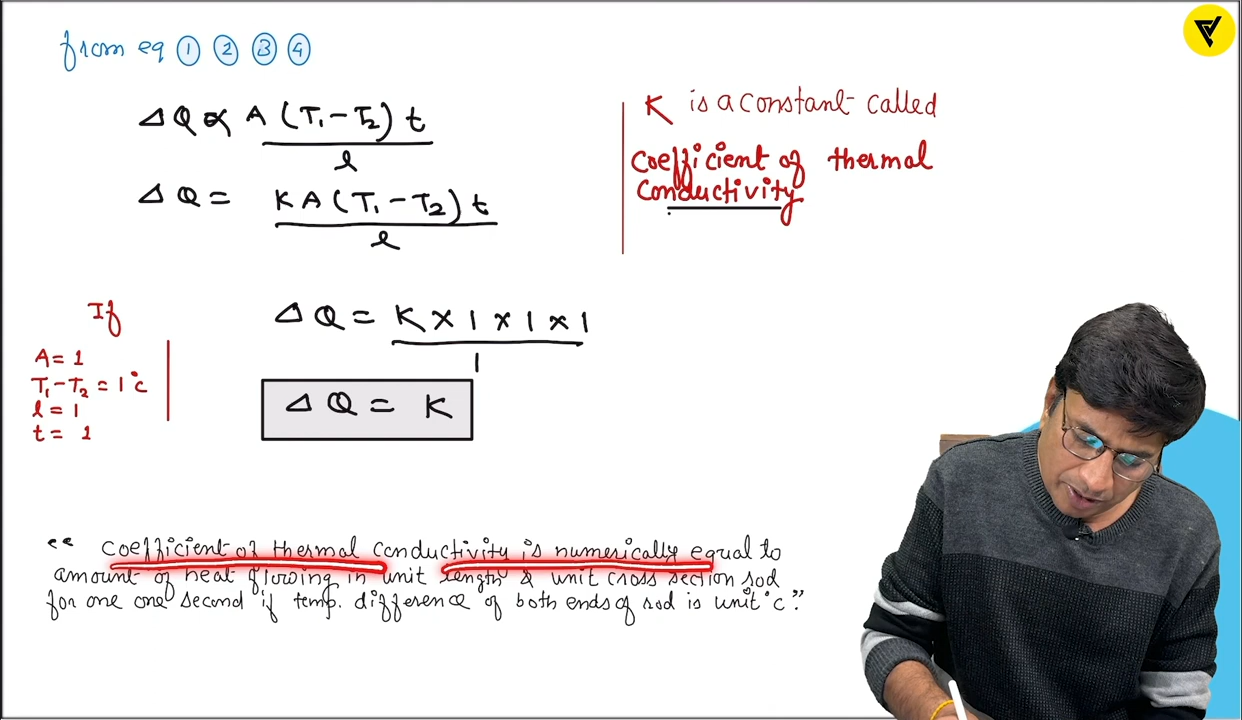 from eq 1 2 3 4
ΔQ ∝ A (T₁-T₂) t
l
ΔQ = KA (T₁-T₂) t
l
K is a constant called
coefficient of thermal
conductivity
If
A = 1
T₁-T₂ = 1°c
l = 1
t = 1
ΔQ = K × 1 × 1 × 1
1
ΔQ = K
“ coefficient of thermal conductivity is numerically equal to
amount of heat flowing in unit length & unit cross section rod
for one one second if temp. difference of both ends of rod is unit °c.”